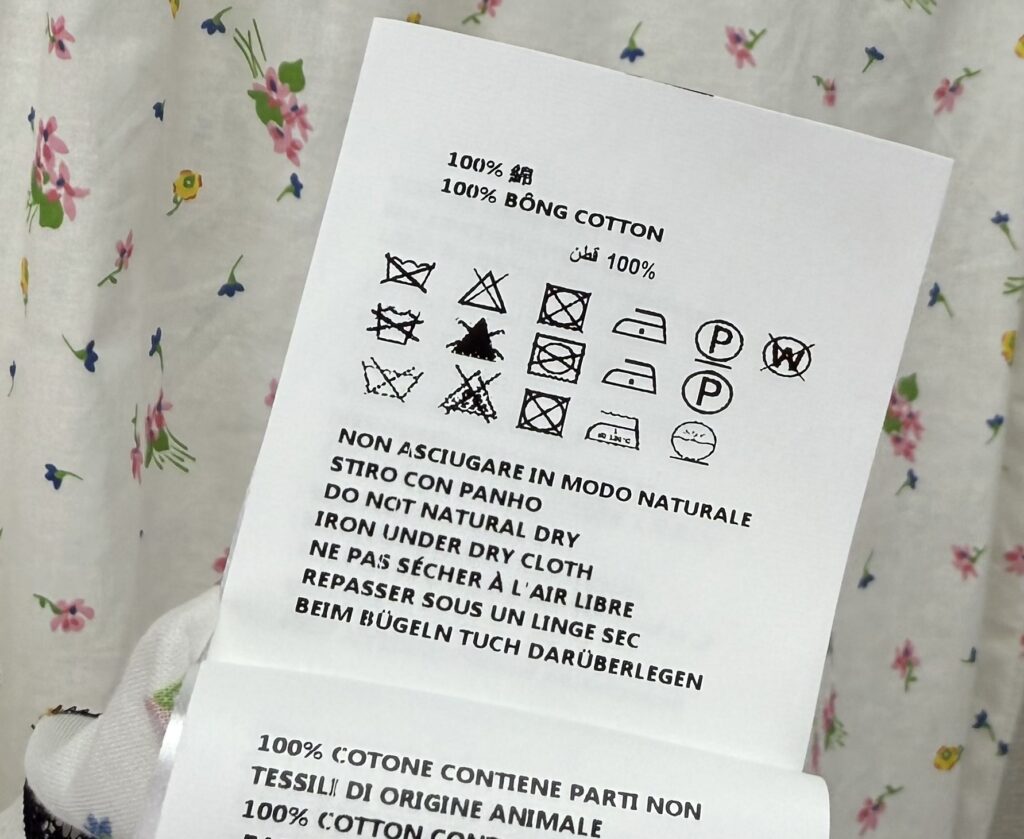 100% 綿
100% BÔNG COTTON
100% قطن
P W
P
NON ASCIUGARE IN MODO NATURALE
STIRO CON PANHO
DO NOT NATURAL DRY
IRON UNDER DRY CLOTH
NE PAS SÉCHER À L'AIR LIBRE
REPASSER SOUS UN LINGE SEC
BEIM BÜGELN TUCH DARÜBERLEGEN
100% COTONE CONTIENE PARTI NON
TESSILI DI ORIGINE ANIMALE
100% COTTON